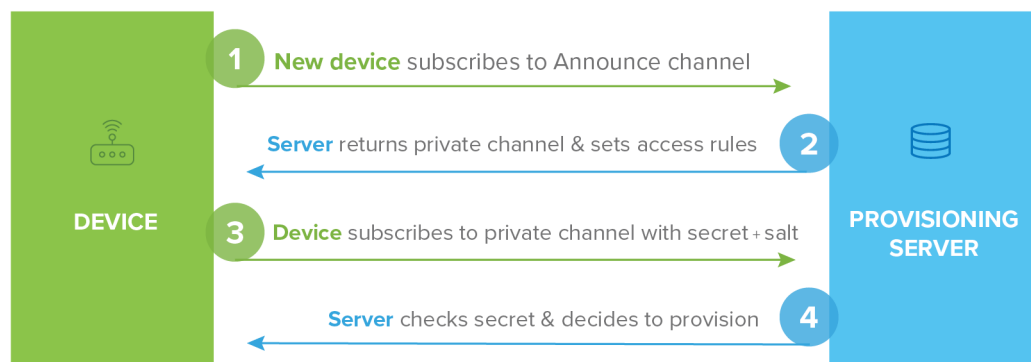 1
New device subscribes to Announce channel
Server returns private channel & sets access rules
2
DEVICE
3
Device subscribes to private channel with secret + salt
PROVISIONING
SERVER
Server checks secret & decides to provision
4